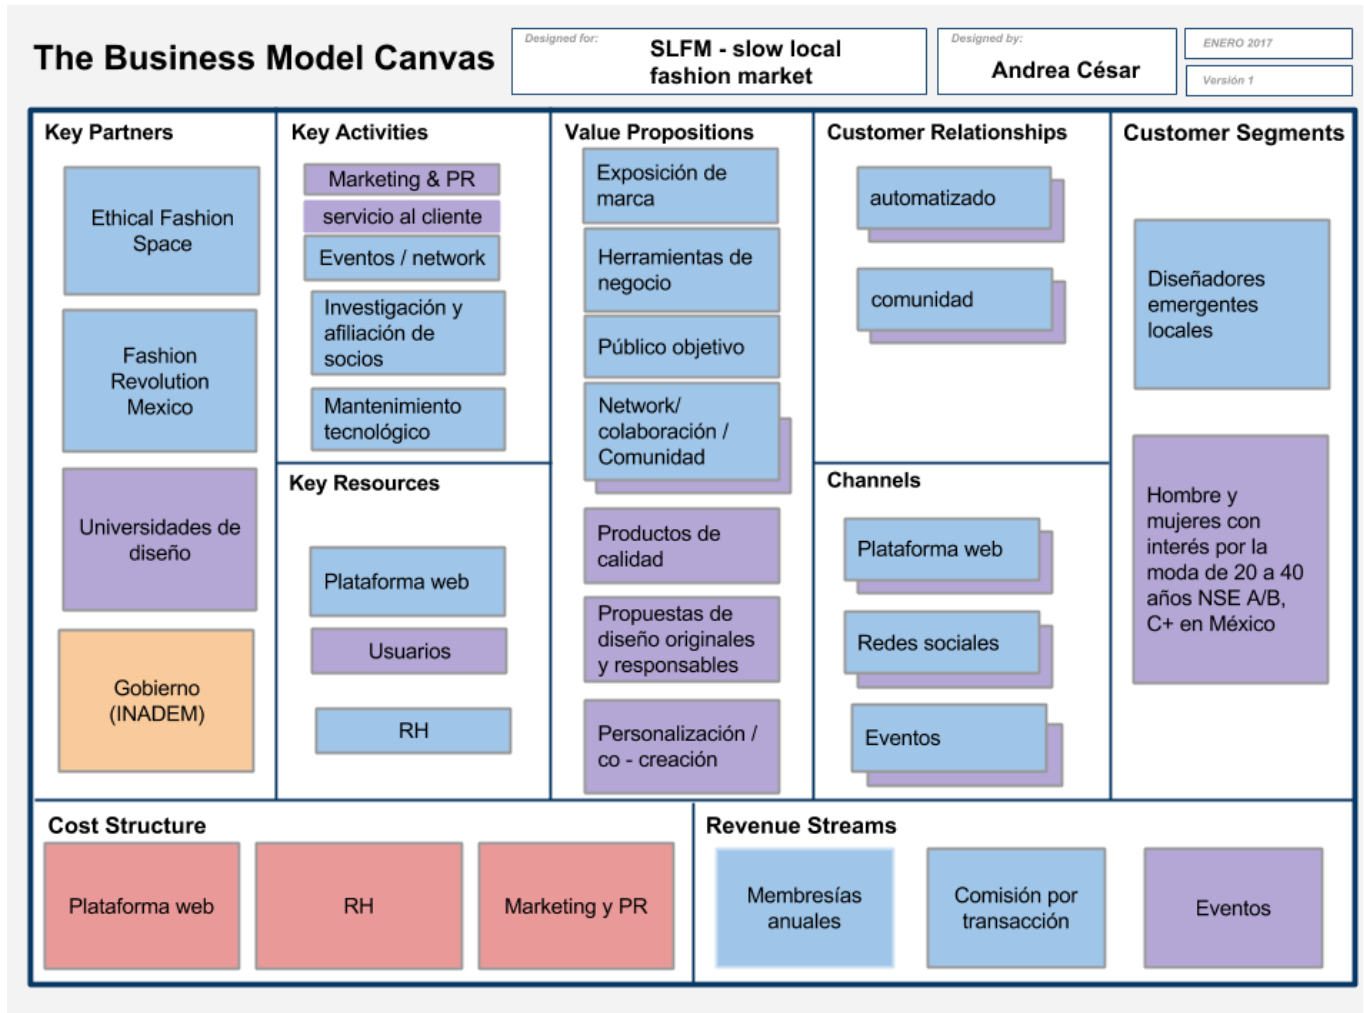 The Business Model Canvas
Designed for:
SLFM - slow local
fashion market
Designed by:
Andrea César
ENERO 2017
Versión 1
Key Partners
Ethical Fashion
Space
Fashion
Revolution
Mexico
Universidades de
diseño
Gobierno
(INADEM)
Key Activities
Marketing & PR
servicio al cliente
Eventos / network
Investigación y
afiliación de
socios
Mantenimiento
tecnológico
Key Resources
Plataforma web
Usuarios
RH
Value Propositions
Exposición de
marca
Herramientas de
negocio
Público objetivo
Network/
colaboración /
Comunidad
Productos de
calidad
Propuestas de
diseño originales
y responsables
Personalización /
co - creación
Customer Relationships
automatizado
comunidad
Channels
Plataforma web
Redes sociales
Eventos
Customer Segments
Diseñadores
emergentes
locales
Hombre y
mujeres con
interés por la
moda de 20 a 40
años NSE A/B,
C+ en México
Cost Structure
Plataforma web
RH
Marketing y PR
Revenue Streams
Membresías
anuales
Comisión por
transacción
Eventos